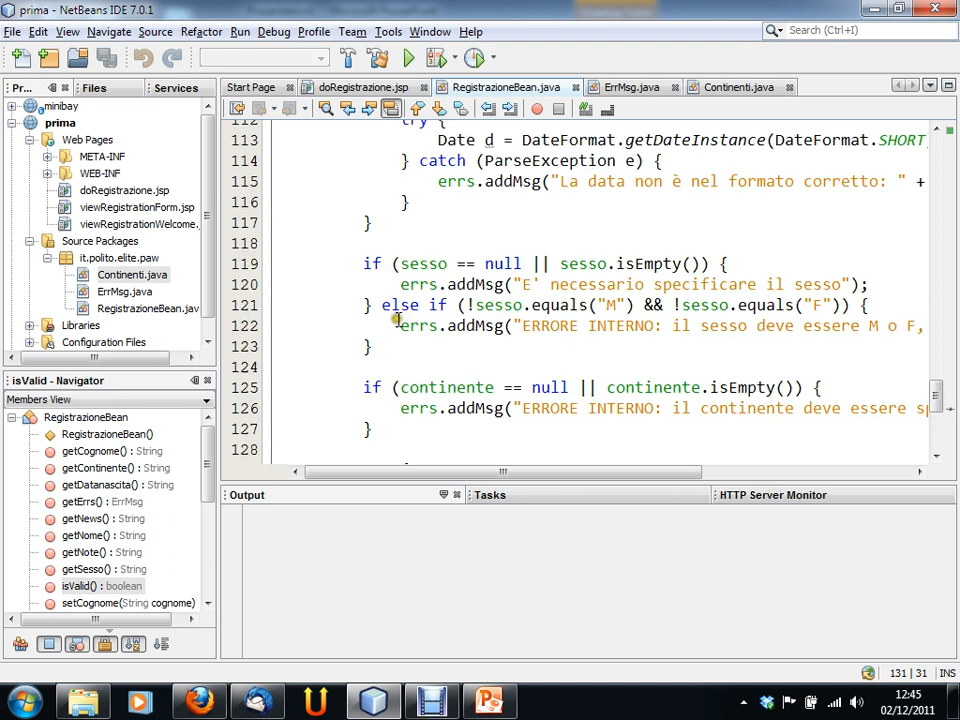 prima - NetBeans IDE 7.0.1
File Edit View Navigate Source Refactor Run Debug Profile Team Tools Window Help
Search (Ctrl+I)
Pr... Files Services
Start Page doRegistrazione.jsp RegistrazioneBean.java ErrMsg.java Continenti.java
minibay
prima
Web Pages
META-INF
WEB-INF
doRegistrazione.jsp
viewRegistrationForm.jsp
viewRegistrationWelcome.
Source Packages
it.polito.elite.paw
Continenti.java
ErrMsg.java
RegistrazioneBean.jav
Libraries
Configuration Files
112 try {
113 Date d = DateFormat.getDateInstance(DateFormat.SHORT
114 } catch (ParseException e) {
115 errs.addMsg("La data non è nel formato corretto: " +
116 }
117 }
118
119 if (sesso == null || sesso.isEmpty()) {
120 errs.addMsg("E' necessario specificare il sesso");
121 } else if (!sesso.equals("M") && !sesso.equals("F")) {
122 errs.addMsg("ERRORE INTERNO: il sesso deve essere M o F,
123 }
124
125 if (continente == null || continente.isEmpty()) {
126 errs.addMsg("ERRORE INTERNO: il continente deve essere sp
127 }
128
isValid() - Navigator
Members View
RegistrazioneBean
RegistrazioneBean()
getCognome() : String
getContinente() : String
getDatanascita() : String
getErrs() : ErrMsg
getNews() : String
getNome() : String
getNote() : String
getSesso() : String
isValid() : boolean
setCognome(String cognome)
Output Tasks HTTP Server Monitor
131 | 31 INS
12:45
02/12/2011